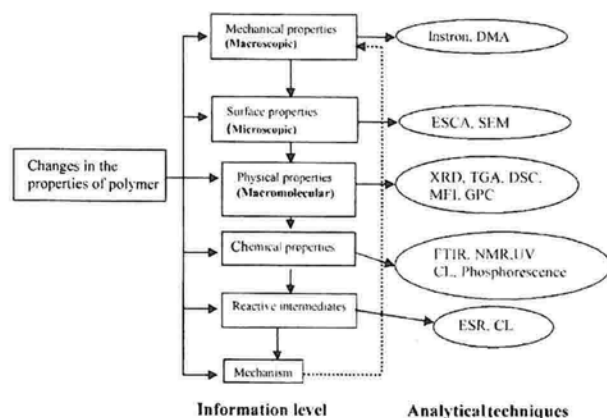 Mechanical properties
(Macroscopic)
Instron, DMA
Surface properties
(Microscopic)
ESCA, SEM
Changes in the
properties of polymer
Physical properties
(Macromolecular)
XRD, TGA, DSC,
MFI, GPC
Chemical properties
FTIR, NMR,UV
CL, Phosphorescence
Reactive intermediates
ESR, CL
Mechanism
Information level
Analytical techniques